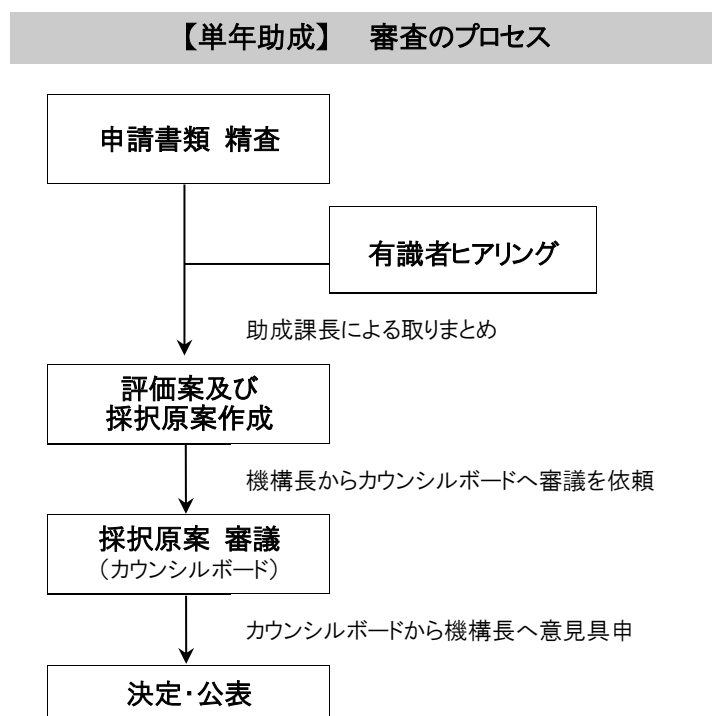 【単年助成】　審査のプロセス
申請書類 精査
有識者ヒアリング
助成課長による取りまとめ
評価案及び
採択原案作成
機構長からカウンシルボードへ審議を依頼
採択原案 審議
（カウンシルボード）
カウンシルボードから機構長へ意見具申
決定・公表